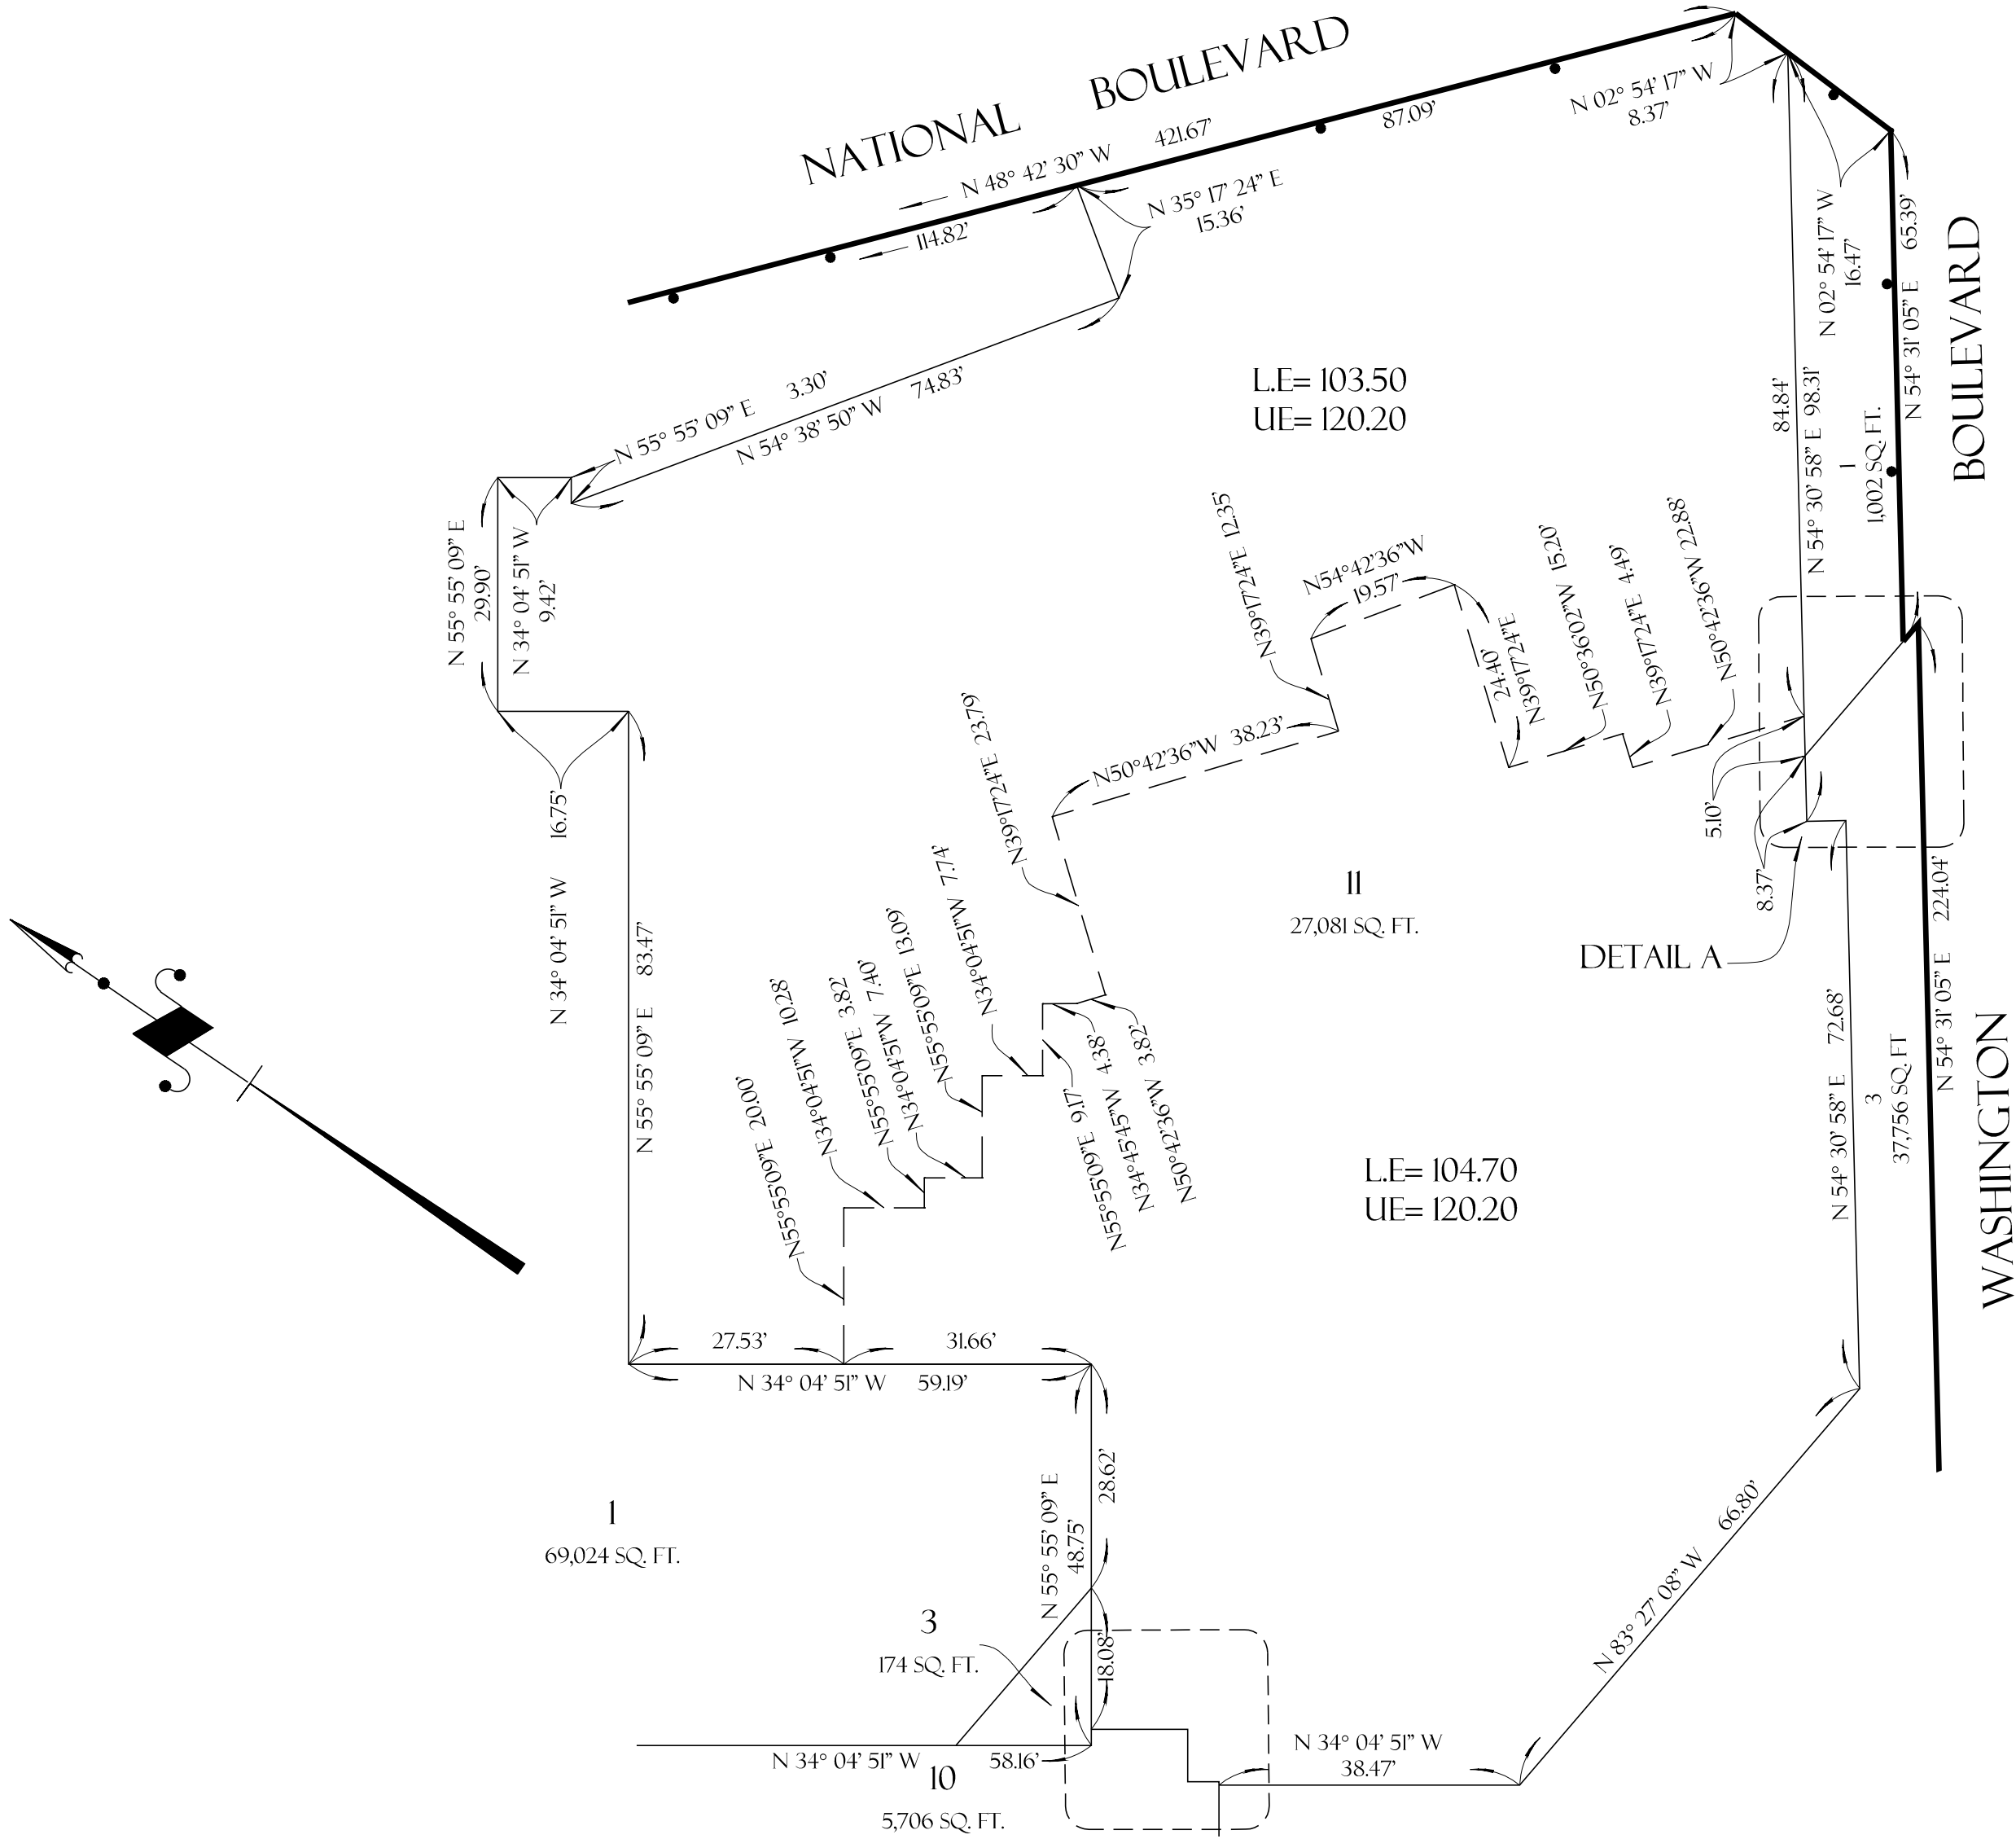 NATIONAL BOULEVARD
N 48° 42' 30" W 421.67'
114.82'
87.09'
N 02° 54' 17" W
8.37'
N 35° 17' 24" E
15.36'
N 55° 55' 09" E 3.30'
N 54° 38' 50" W 74.83'
L.E= 103.50
UE= 120.20
N 55° 55' 09" E
29.90'
N 34° 04' 51" W
9.42'
N 02° 54' 17" W
16.47'
65.39'
N 54° 31' 05" E
84.84'
N 54° 30' 58" E 98.31'
1
1,002 SQ. FT.
WASHINGTON BOULEVARD
N39°17'24"E 12.35'
N54°42'36"W
19.57'
N39°17'24"E
24.40'
N50°36'02"W 15.20'
N39°17'24"E 4.49'
N50°42'36"W 22.88'
5.10'
8.37'
DETAIL A
N50°42'36"W 38.23'
N39°17'24"E 23.79'
N34° 04' 51" W 16.75'
N 55° 55' 09" E 83.47'
11
27,081 SQ. FT.
N34°04'51"W 7.74'
N55°55'09"E 13.09'
N34°04'51"W 7.40'
N55°55'09"E 3.82'
N34°04'51"W 10.28'
N55°55'09"E 20.00'
N55°55'09"E 9.17'
N34°45'45"W 4.38'
N50°42'36"W 3.82'
224.04'
N 54° 31' 05" E
N 54° 30' 58" E 72.68'
3
37,756 SQ. FT
L.E= 104.70
UE= 120.20
27.53'
31.66'
N 34° 04' 51" W 59.19'
28.62'
N 55° 55' 09" E
48.75'
18.08'
1
69,024 SQ. FT.
3
174 SQ. FT.
N 34° 04' 51" W 58.16'
10
5,706 SQ. FT.
N 34° 04' 51" W
38.47'
N 83° 27' 08" W 66.80'